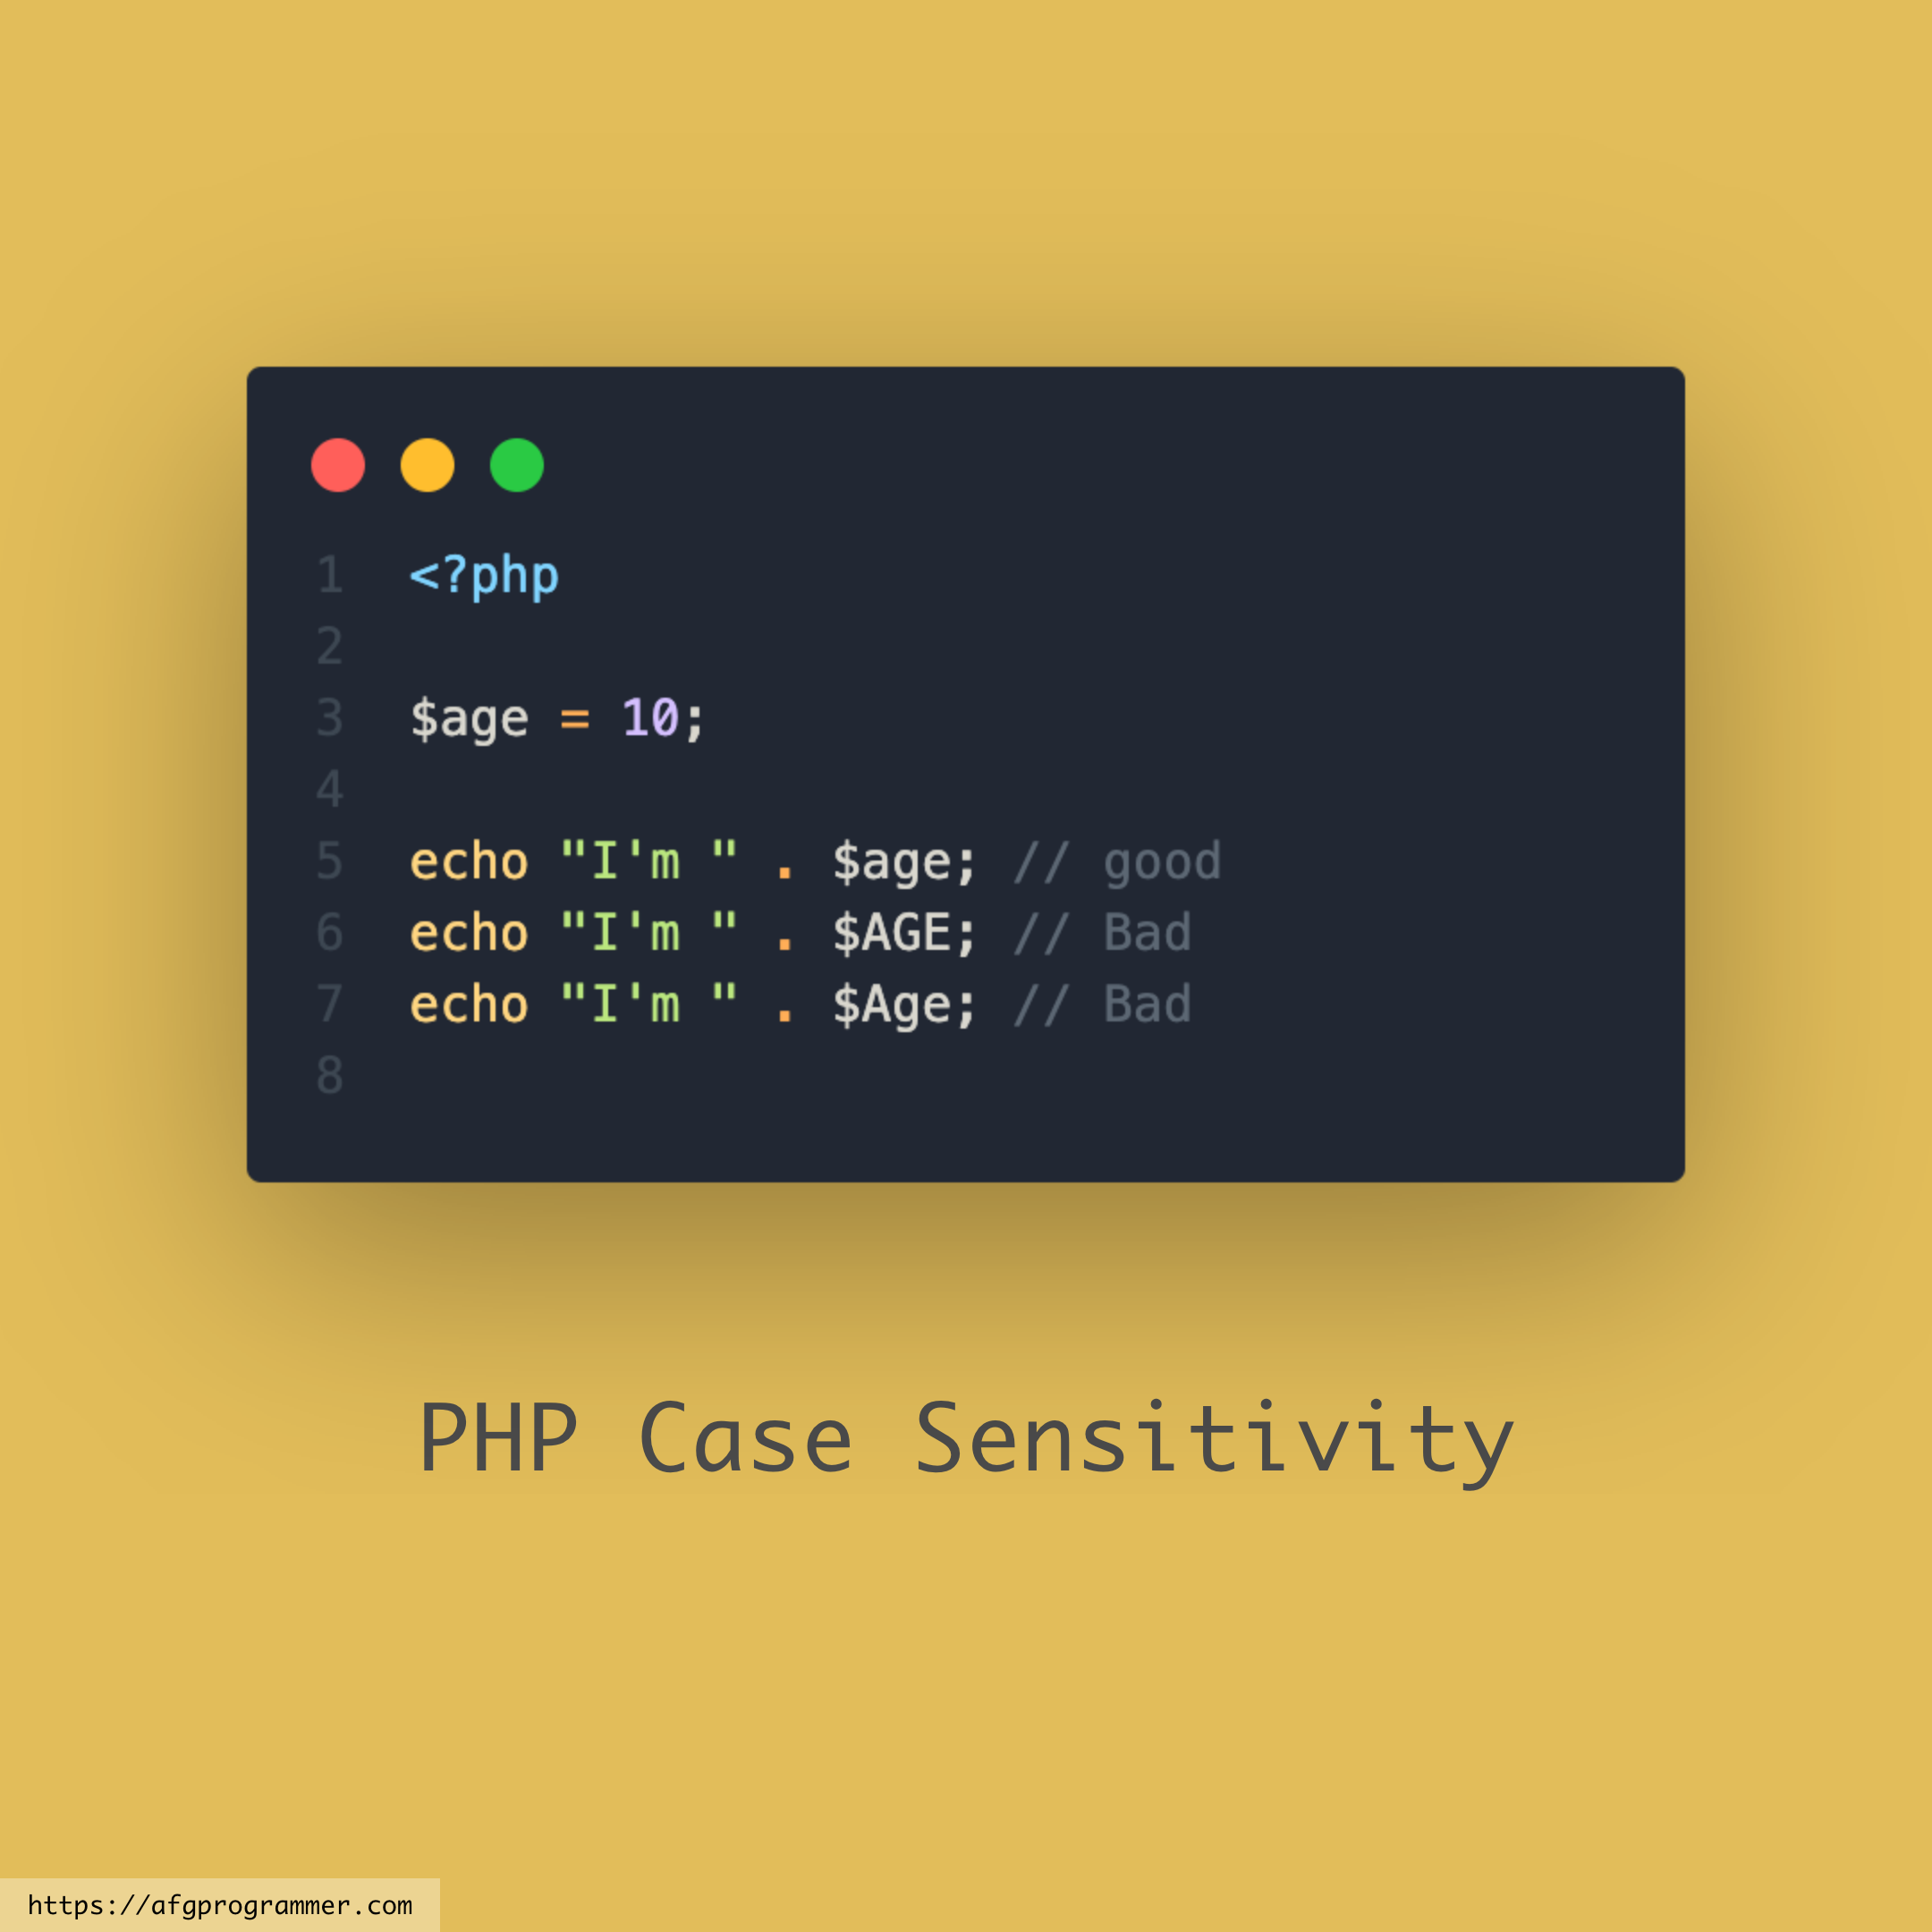 1 <?php
2
3 $age = 10;
4
5 echo "I'm " . $age; // good
6 echo "I'm " . $AGE; // Bad
7 echo "I'm " . $Age; // Bad
8
PHP Case Sensitivity
https://afgprogrammer.com